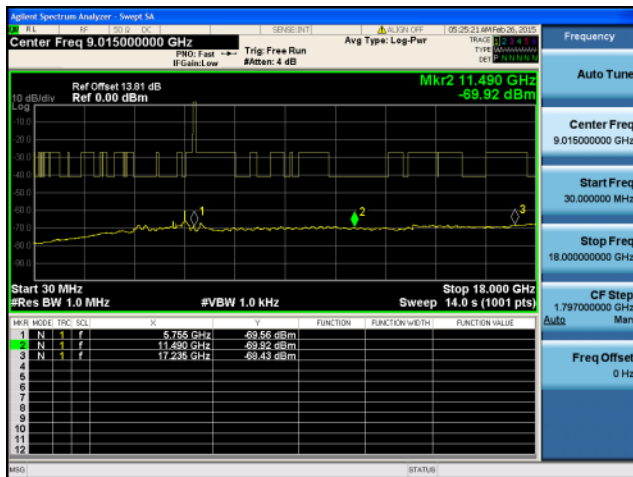 Agilent Spectrum Analyzer - Swept SA
RL RF 50 Ω DC SENSE:INT ALIGN OFF 05:25:21 AM Feb 26, 2015
Center Freq 9.015000000 GHz
PNO: Fast
IFGain:Low
Trig: Free Run
#Atten: 4 dB
Avg Type: Log-Pwr
TRACE 1 2 3 4 5 6
TYPE
DET P N N N N N
Frequency
Auto Tune
Center Freq
9.015000000 GHz
Start Freq
30.000000 MHz
Stop Freq
18.000000000 GHz
CF Step
1.797000000 GHz
Auto Man
Freq Offset
0 Hz
Mkr2 11.490 GHz
-69.92 dBm
Ref Offset 13.81 dB
10 dB/div Ref 0.00 dBm
Log
-10.0
-20.0
-30.0
-40.0
-50.0
-60.0
-70.0
-80.0
-90.0
1
2
3
Start 30 MHz Stop 18.000 GHz
#Res BW 1.0 MHz #VBW 1.0 kHz Sweep 14.0 s (1001 pts)
MKR MODE TRC SCL X Y FUNCTION FUNCTION WIDTH FUNCTION VALUE
1 N 1 f 5.755 GHz -69.56 dBm
2 N 1 f 11.490 GHz -69.92 dBm
3 N 1 f 17.235 GHz -68.43 dBm
4
5
6
7
8
9
10
11
12
MSG STATUS